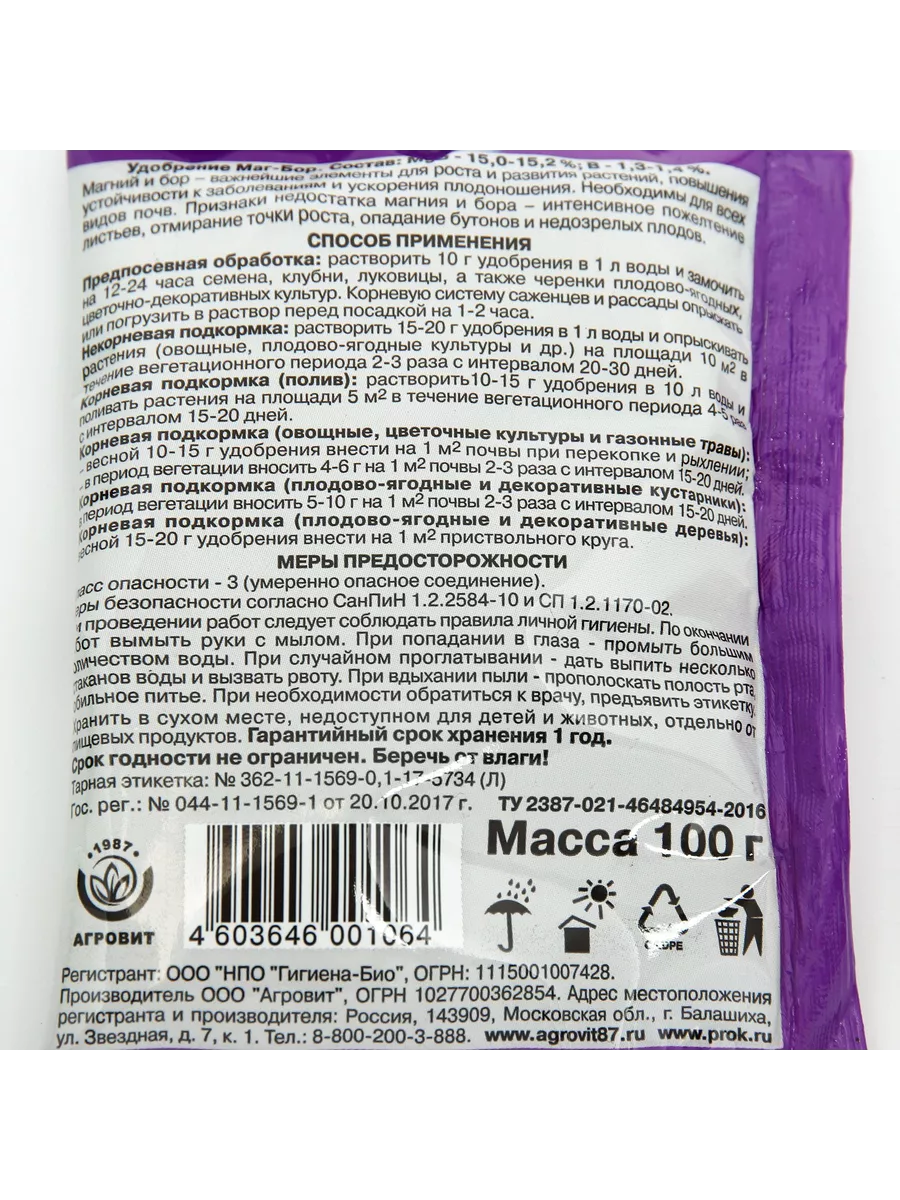 Удобрение Маг-Бор. Состав: MgO - 15,0-15,2 %; B - 1,3-1,4 %.
Магний и бор – важнейшие элементы для роста и развития растений, повышения
устойчивости к заболеваниям и ускорения плодоношения. Необходимы для всех
видов почв. Признаки недостатка магния и бора – интенсивное пожелтение
листьев, отмирание точки роста, опадание бутонов и недозрелых плодов.
СПОСОБ ПРИМЕНЕНИЯ
Предпосевная обработка: растворить 10 г удобрения в 1 л воды и замочить
на 12-24 часа семена, клубни, луковицы, а также черенки плодово-ягодных,
цветочно-декоративных культур. Корневую систему саженцев и рассады опрыскать
или погрузить в раствор перед посадкой на 1-2 часа.
Некорневая подкормка: растворить 15-20 г удобрения в 1 л воды и опрыскивать
растения (овощные, плодово-ягодные культуры и др.) на площади 10 м² в
течение вегетационного периода 2-3 раза с интервалом 20-30 дней.
Корневая подкормка (полив): растворить10-15 г удобрения в 10 л воды и
поливать растения на площади 5 м² в течение вегетационного периода 4-5 раз
с интервалом 15-20 дней.
Корневая подкормка (овощные, цветочные культуры и газонные травы):
- весной 10-15 г удобрения внести на 1 м² почвы при перекопке и рыхлении;
- в период вегетации вносить 4-6 г на 1 м² почвы 2-3 раза с интервалом 15-20 дней.
Корневая подкормка (плодово-ягодные и декоративные кустарники):
в период вегетации вносить 5-10 г на 1 м² почвы 2-3 раза с интервалом 15-20 дней.
Корневая подкормка (плодово-ягодные и декоративные деревья):
весной 15-20 г удобрения внести на 1 м² приствольного круга.
МЕРЫ ПРЕДОСТОРОЖНОСТИ
ласс опасности - 3 (умеренно опасное соединение).
еры безопасности согласно СанПиН 1.2.2584-10 и СП 1.2.1170-02.
и проведении работ следует соблюдать правила личной гигиены. По окончании
бот вымыть руки с мылом. При попадании в глаза - промыть большим
оличеством воды. При случайном проглатывании - дать выпить несколько
стаканов воды и вызвать рвоту. При вдыхании пыли - прополоскать полость рта,
обильное питье. При необходимости обратиться к врачу, предъявить этикетку.
Хранить в сухом месте, недоступном для детей и животных, отдельно от
пищевых продуктов. Гарантийный срок хранения 1 год.
Срок годности не ограничен. Беречь от влаги!
Тарная этикетка: № 362-11-1569-0,1-17-5734 (Л)
Гос. рег.: № 044-11-1569-1 от 20.10.2017 г.
ТУ 2387-021-46484954-2016
Масса 100 г
1987
АГРОВИТ
4 603646 001064
Регистрант: ООО "НПО "Гигиена-Био", ОГРН: 1115001007428.
Производитель ООО "Агровит", ОГРН 1027700362854. Адрес местоположения
регистранта и производителя: Россия, 143909, Московская обл., г. Балашиха,
ул. Звездная, д. 7, к. 1. Тел.: 8-800-200-3-888. www.agrovit87.ru www.prok.ru